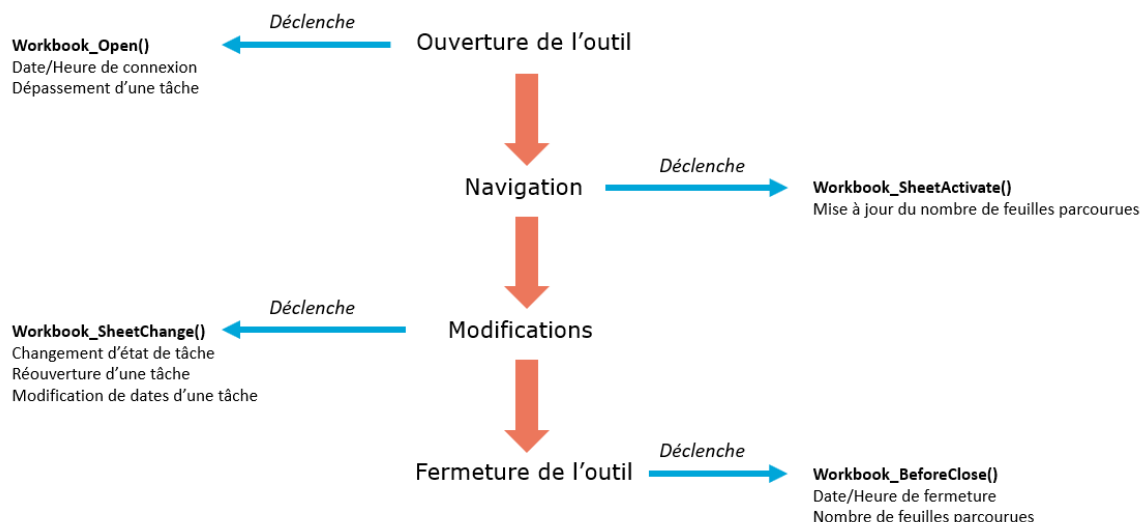 Déclenche
Ouverture de l'outil
Workbook_Open()
Date/Heure de connexion
Dépassement d'une tâche
Déclenche
Navigation
Workbook_SheetActivate()
Mise à jour du nombre de feuilles parcourues
Déclenche
Modifications
Workbook_SheetChange()
Changement d'état de tâche
Réouverture d'une tâche
Modification de dates d'une tâche
Déclenche
Fermeture de l'outil
Workbook_BeforeClose()
Date/Heure de fermeture
Nombre de feuilles parcourues